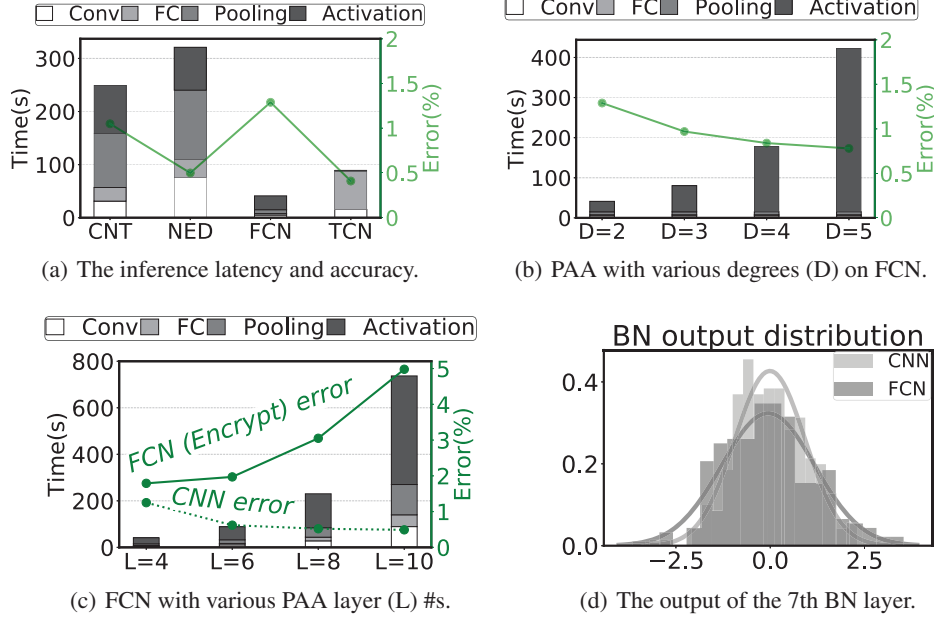 Conv FC Pooling Activation
Time(s)
300
200
100
0
CNT NED FCN TCN
2
1.5
1
0.5
0
Error(%)
(a) The inference latency and accuracy.
Conv FC Pooling Activation
Time(s)
400
300
200
100
0
D=2 D=3 D=4 D=5
2
1.5
1
0.5
0
Error(%)
(b) PAA with various degrees (D) on FCN.
Conv FC Pooling Activation
Time(s)
800
600
400
200
0
FCN (Encrypt) error
CNN error
L=4 L=6 L=8 L=10
5
4
3
2
1
0
Error(%)
(c) FCN with various PAA layer (L) #s.
BN output distribution
CNN
FCN
0.4
0.2
0.0
−2.5 0.0 2.5
(d) The output of the 7th BN layer.